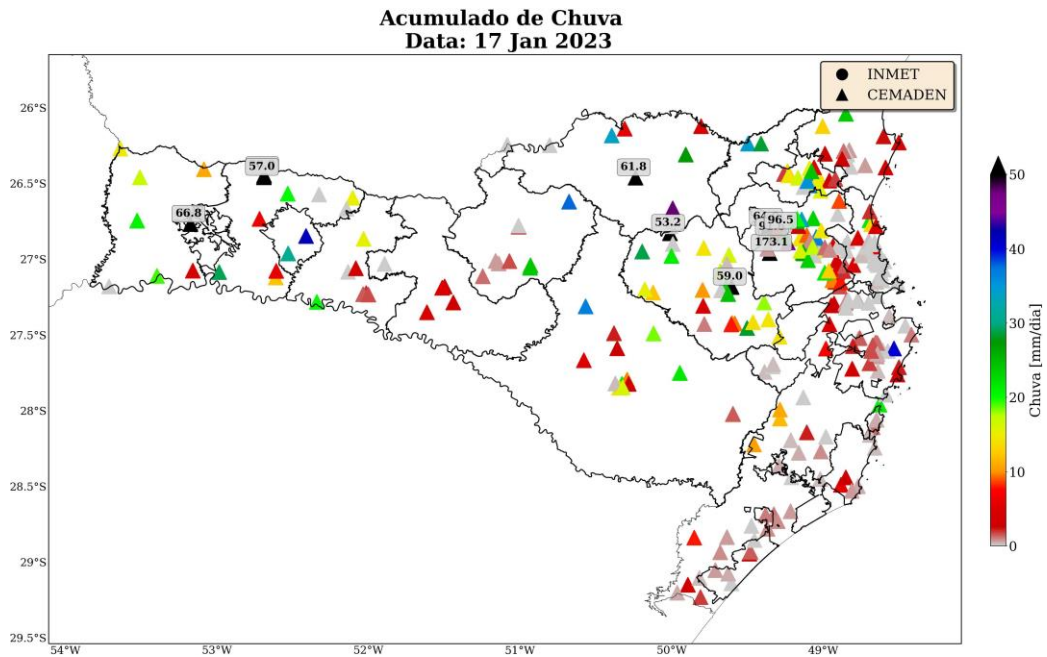 Acumulado de Chuva
Data: 17 Jan 2023
INMET
CEMADEN
26°S
26.5°S
27°S
27.5°S
28°S
28.5°S
29°S
29.5°S
54°W
53°W
52°W
51°W
50°W
49°W
57.0
66.8
61.8
53.2
96.5
173.1
59.0
50
40
30
20
10
0
Chuva [mm/dia]